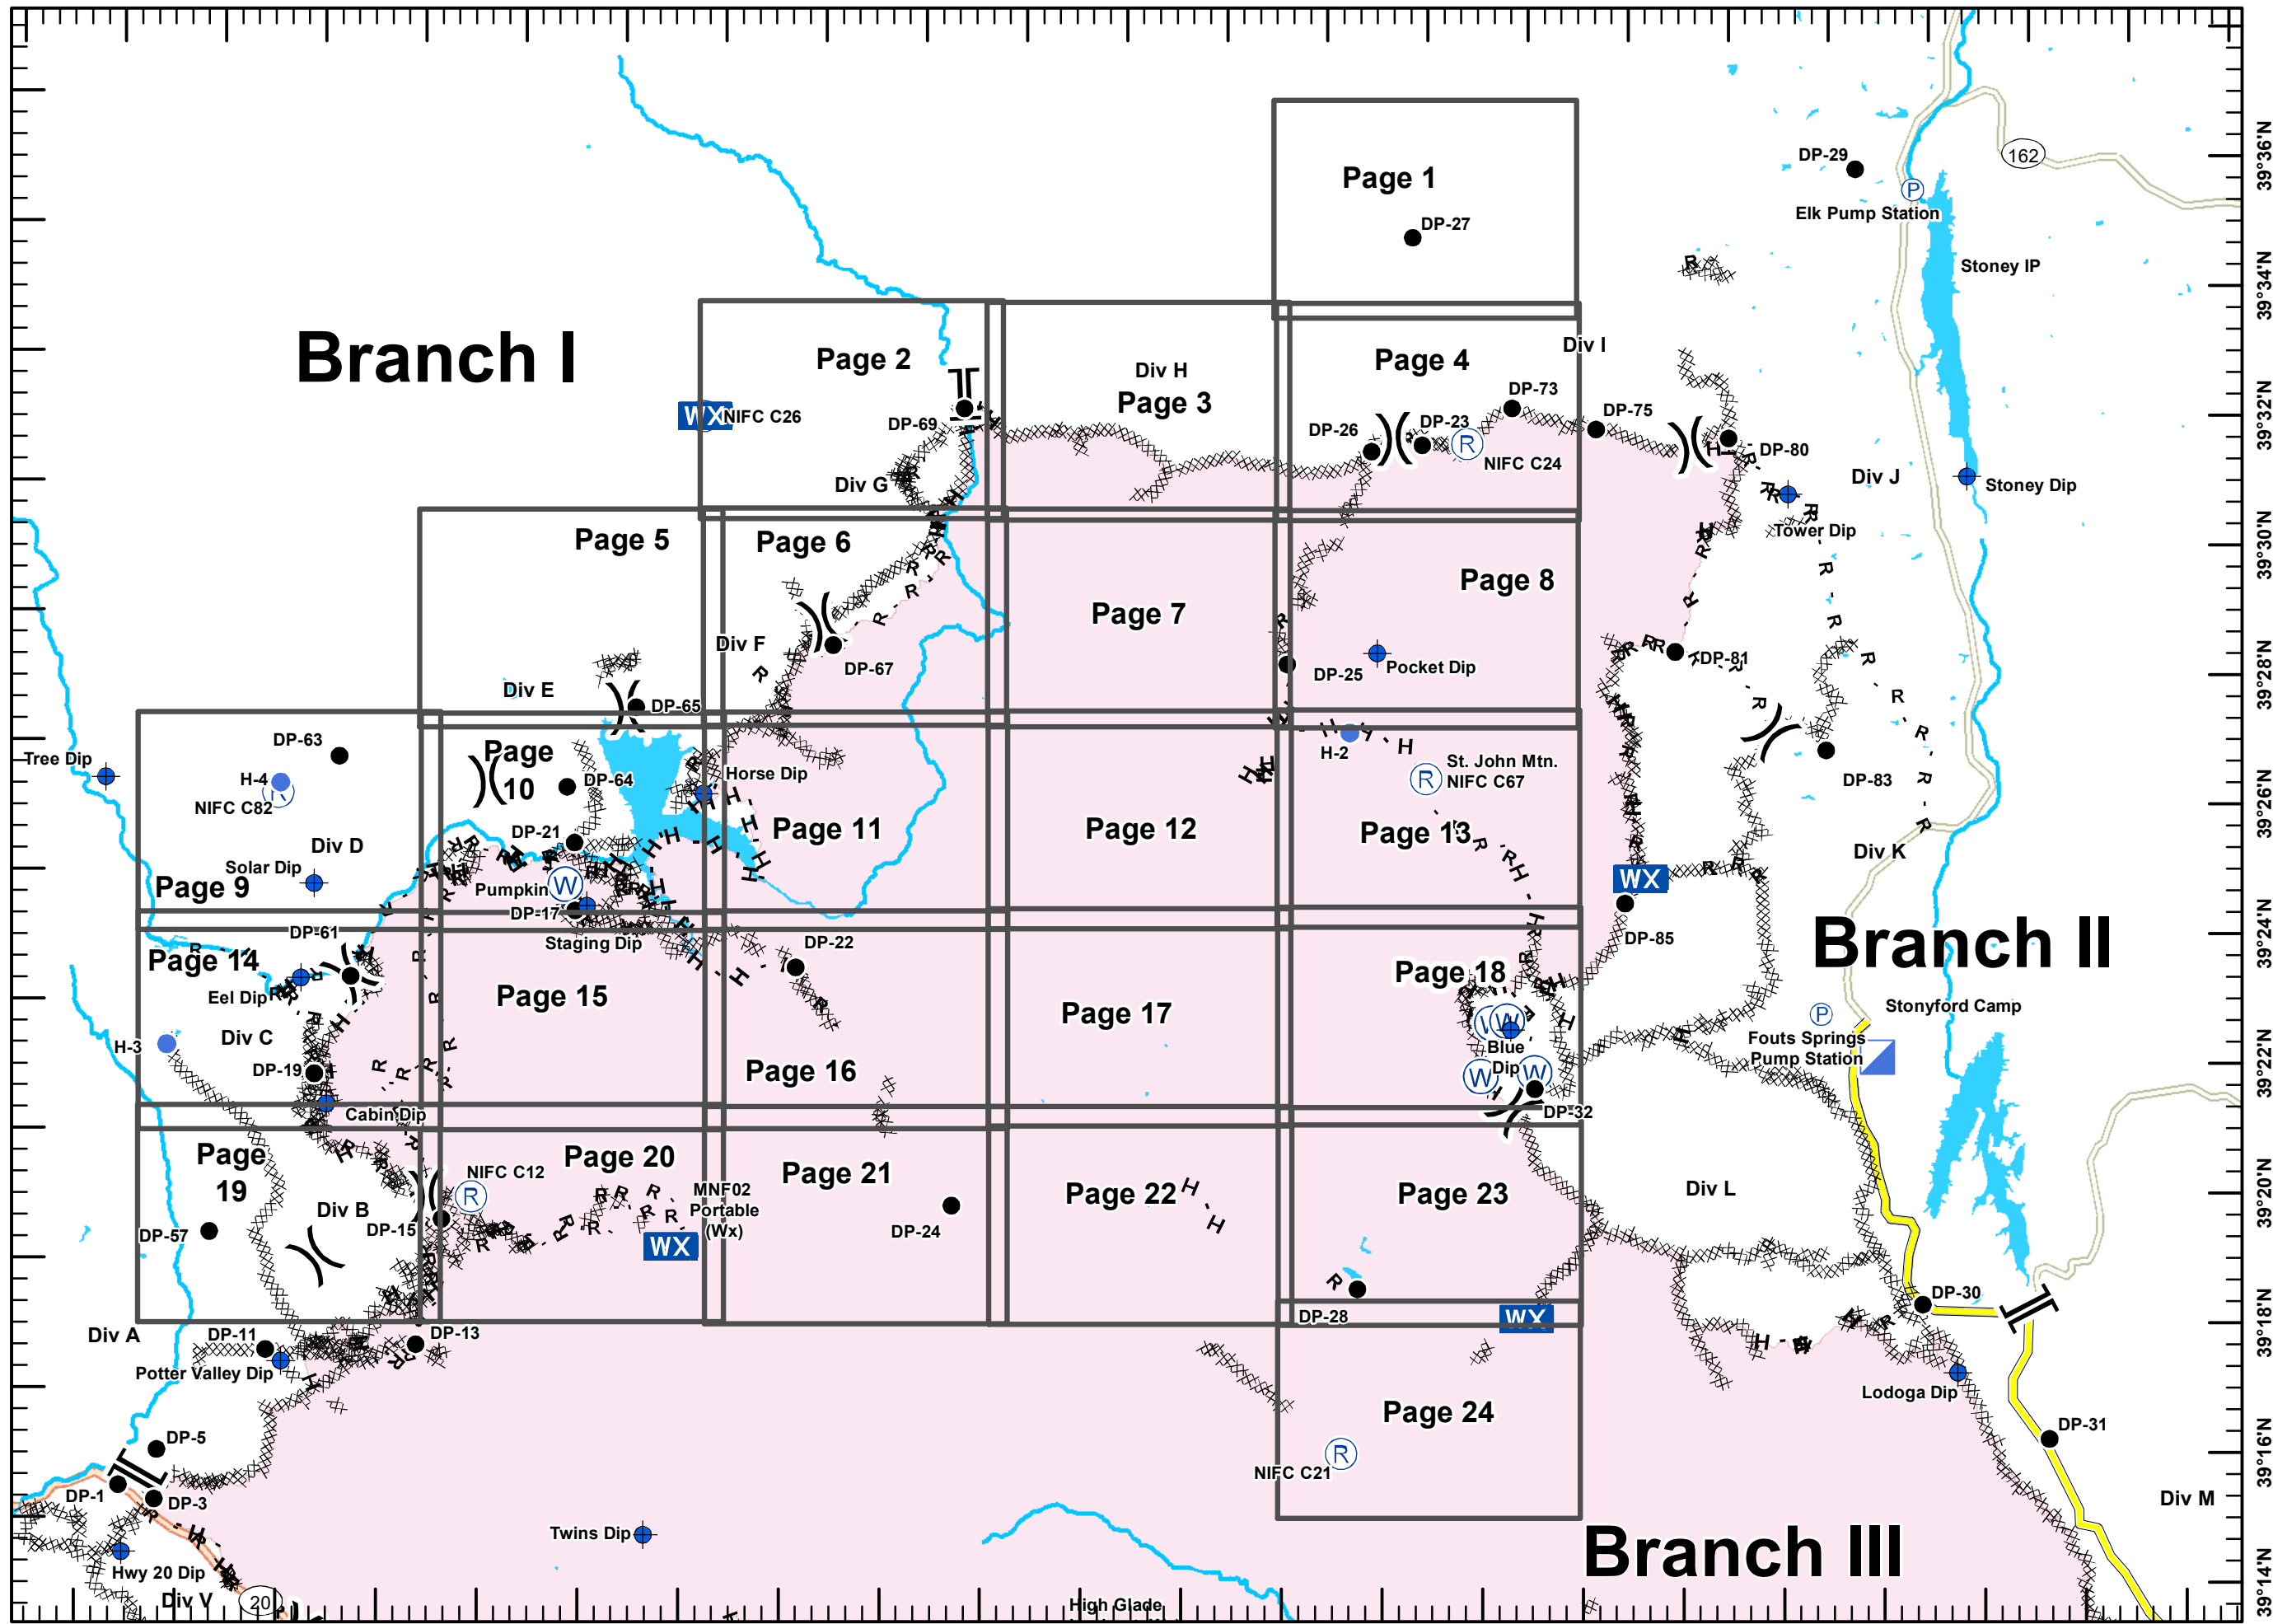 Page 1
DP-27
DP-29
P
Elk Pump Station
162
39°36'N
Stoney IP
39°34'N
Branch I
Page 2
WX
NIFC C26
DP-69
Div G
Div H
Page 3
Page 4
Div I
DP-73
DP-26
DP-23
R
NIFC C24
DP-75
DP-80
39°32'N
Div J
Stoney Dip
Tower Dip
39°30'N
Page 5
Page 6
Div F
DP-67
Page 7
Page 8
DP-25
Pocket Dip
DP-81
39°28'N
Div E
DP-65
DP-63
Tree Dip
H-4
R
NIFC C82
Div D
Solar Dip
Page 9
Page
10
DP-64
DP-21
Pumpkin
W
DP-17
Staging Dip
Horse Dip
Page 11
Page 12
H-2
R
St. John Mtn.
NIFC C67
Page 13
DP-83
39°26'N
WX
DP-85
Div K
39°24'N
Branch II
DP-61
Page 14
Eel Dip
Div C
H-3
DP-19
Cabin Dip
Page 15
DP-22
Page 16
Page 17
Page 18
W
W
Blue
Dip
W
W
DP-32
P
Stonyford Camp
Fouts Springs
Pump Station
39°22'N
Page
19
Div B
DP-57
DP-15
NIFC C12
R
Page 20
MNF02
Portable
(Wx)
WX
Page 21
DP-24
Page 22
Page 23
Div L
39°20'N
DP-28
WX
DP-30
39°18'N
Div A
DP-11
DP-13
Potter Valley Dip
Page 24
R
NIFC C21
Lodoga Dip
DP-31
39°16'N
DP-5
DP-1
DP-3
Twins Dip
Hwy 20 Dip
Div V
20
High Glade
Branch III
Div M
39°14'N